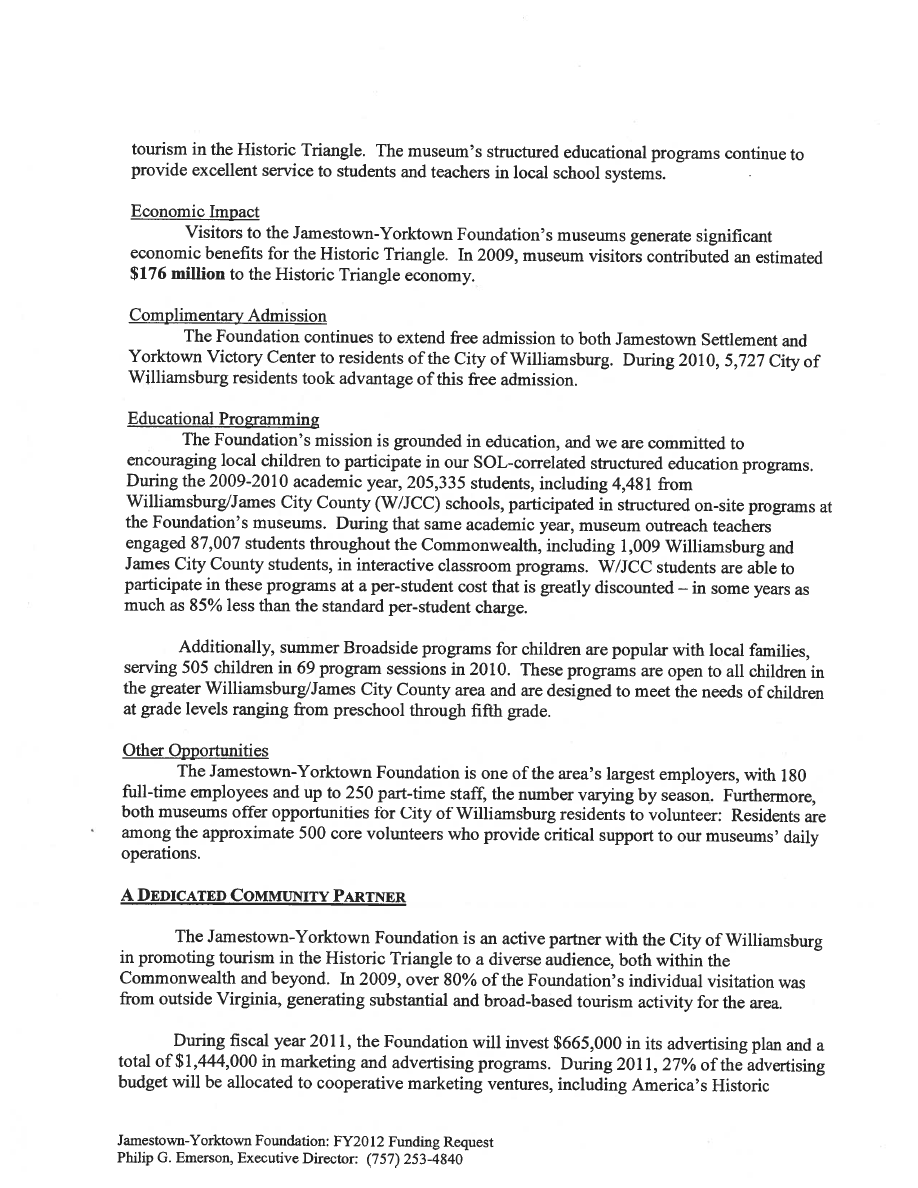 tourism in the Historic Triangle. The museum's structured educational programs continue to
provide excellent service to students and teachers in local school systems.
Economic Impact
Visitors to the Jamestown-Yorktown Foundation's museums generate significant
economic benefits for the Historic Triangle. In 2009, museum visitors contributed an estimated
$176 million to the Historic Triangle economy.
Complimentary Admission
The Foundation continues to extend free admission to both Jamestown Settlement and
Yorktown Victory Center to residents of the City of Williamsburg. During 2010, 5,727 City of
Williamsburg residents took advantage of this free admission.
Educational Programming
The Foundation's mission is grounded in education, and we are committed to
encouraging local children to participate in our SOL-correlated structured education programs.
During the 2009-2010 academic year, 205,335 students, including 4,481 from
Williamsburg/James City County (W/JCC) schools, participated in structured on-site programs at
the Foundation's museums. During that same academic year, museum outreach teachers
engaged 87,007 students throughout the Commonwealth, including 1,009 Williamsburg and
James City County students, in interactive classroom programs. W/JCC students are able to
participate in these programs at a per-student cost that is greatly discounted – in some years as
much as 85% less than the standard per-student charge.
Additionally, summer Broadside programs for children are popular with local families,
serving 505 children in 69 program sessions in 2010. These programs are open to all children in
the greater Williamsburg/James City County area and are designed to meet the needs of children
at grade levels ranging from preschool through fifth grade.
Other Opportunities
The Jamestown-Yorktown Foundation is one of the area's largest employers, with 180
full-time employees and up to 250 part-time staff, the number varying by season. Furthermore,
both museums offer opportunities for City of Williamsburg residents to volunteer: Residents are
among the approximate 500 core volunteers who provide critical support to our museums' daily
operations.
A DEDICATED COMMUNITY PARTNER
The Jamestown-Yorktown Foundation is an active partner with the City of Williamsburg
in promoting tourism in the Historic Triangle to a diverse audience, both within the
Commonwealth and beyond. In 2009, over 80% of the Foundation's individual visitation was
from outside Virginia, generating substantial and broad-based tourism activity for the area.
During fiscal year 2011, the Foundation will invest $665,000 in its advertising plan and a
total of $1,444,000 in marketing and advertising programs. During 2011, 27% of the advertising
budget will be allocated to cooperative marketing ventures, including America's Historic
Jamestown-Yorktown Foundation: FY2012 Funding Request
Philip G. Emerson, Executive Director: (757) 253-4840